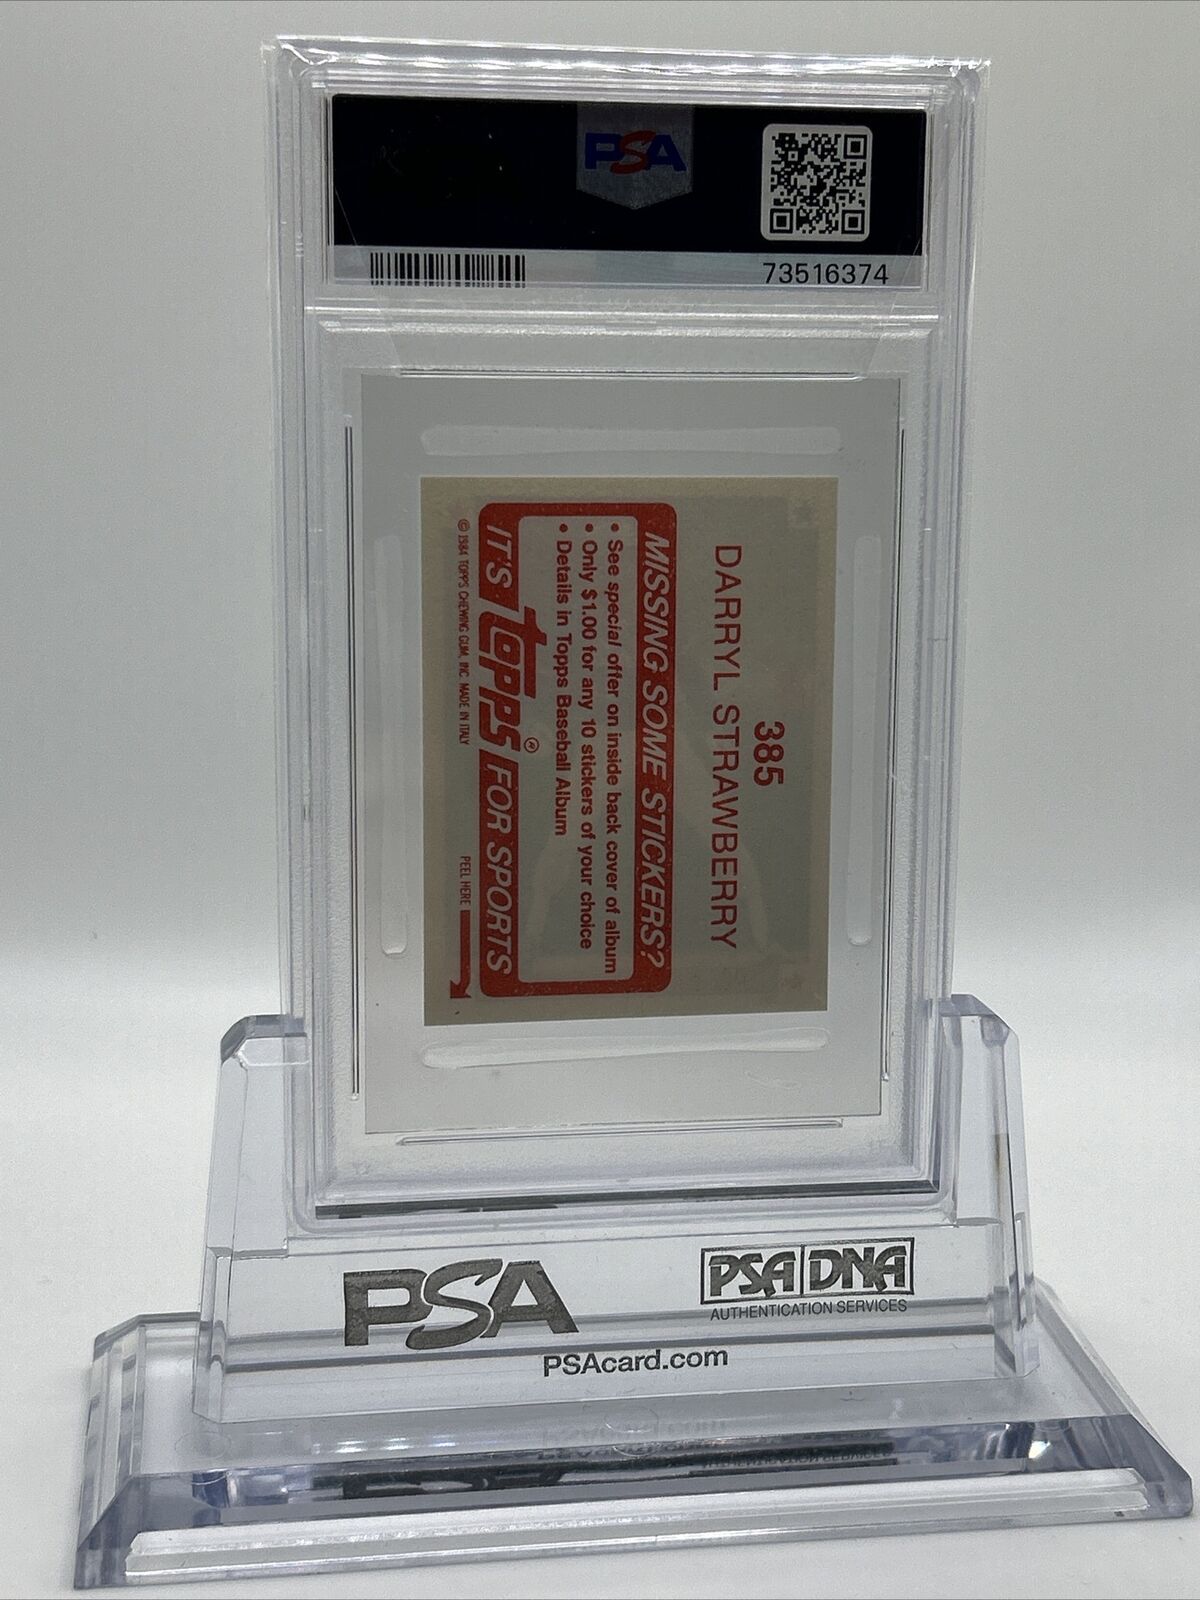 PSA
73516374
385
DARRYL STRAWBERRY
MISSING SOME STICKERS?
• See special offer on inside back cover of album
• Only $1.00 for any 10 stickers of your choice
• Details in Topps Baseball Album
IT'S Topps® FOR SPORTS
© 1984 TOPPS CHEWING GUM, INC. MADE IN ITALY PEEL HERE
PSA
PSA DNA
AUTHENTICATION SERVICES
PSAcard.com